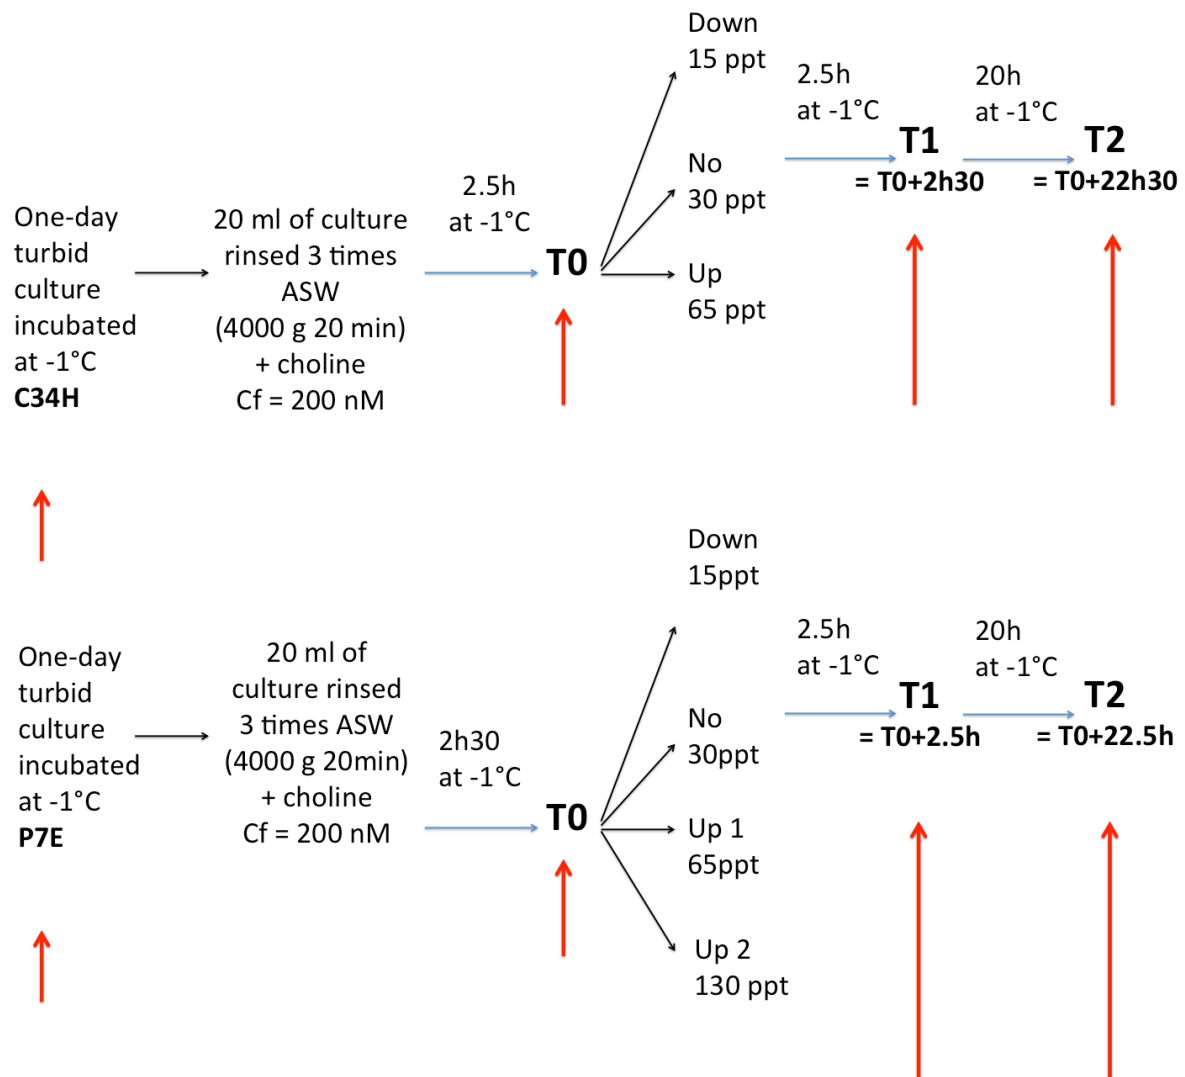 One-day
turbid
culture
incubated
at -1°C
C34H
20 ml of culture
rinsed 3 times
ASW
(4000 g 20 min)
+ choline
Cf = 200 nM
2.5h
at -1°C
T0
Down
15 ppt
No
30 ppt
Up
65 ppt
2.5h
at -1°C
T1
= T0+2h30
20h
at -1°C
T2
= T0+22h30
One-day
turbid
culture
incubated
at -1°C
P7E
20 ml of
culture rinsed
3 times ASW
(4000 g 20min)
+ choline
Cf = 200 nM
2h30
at -1°C
T0
Down
15ppt
No
30ppt
Up 1
65ppt
Up 2
130 ppt
2.5h
at -1°C
T1
= T0+2.5h
20h
at -1°C
T2
= T0+22.5h